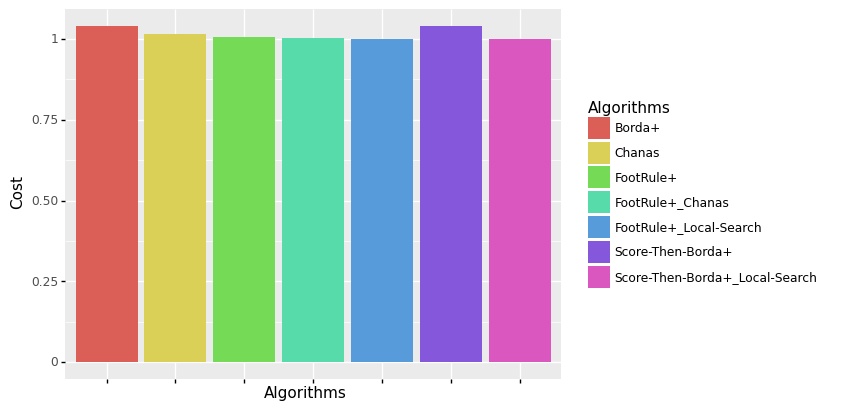 Cost
1
0.75
0.50
0.25
0
Algorithms
Algorithms
Borda+
Chanas
FootRule+
FootRule+_Chanas
FootRule+_Local-Search
Score-Then-Borda+
Score-Then-Borda+_Local-Search